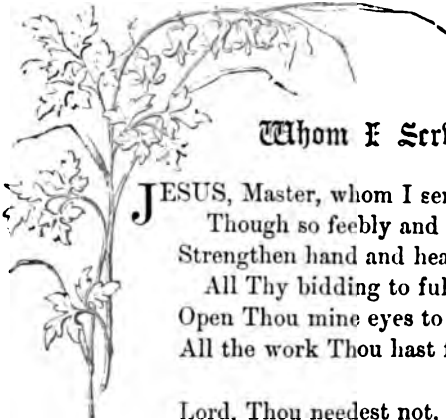 Whom I Ser
JESUS, Master, whom I ser
Though so feebly and
Strengthen hand and hea
All Thy bidding to ful
Open Thou mine eyes to
All the work Thou hast f
Lord, Thou needest not,